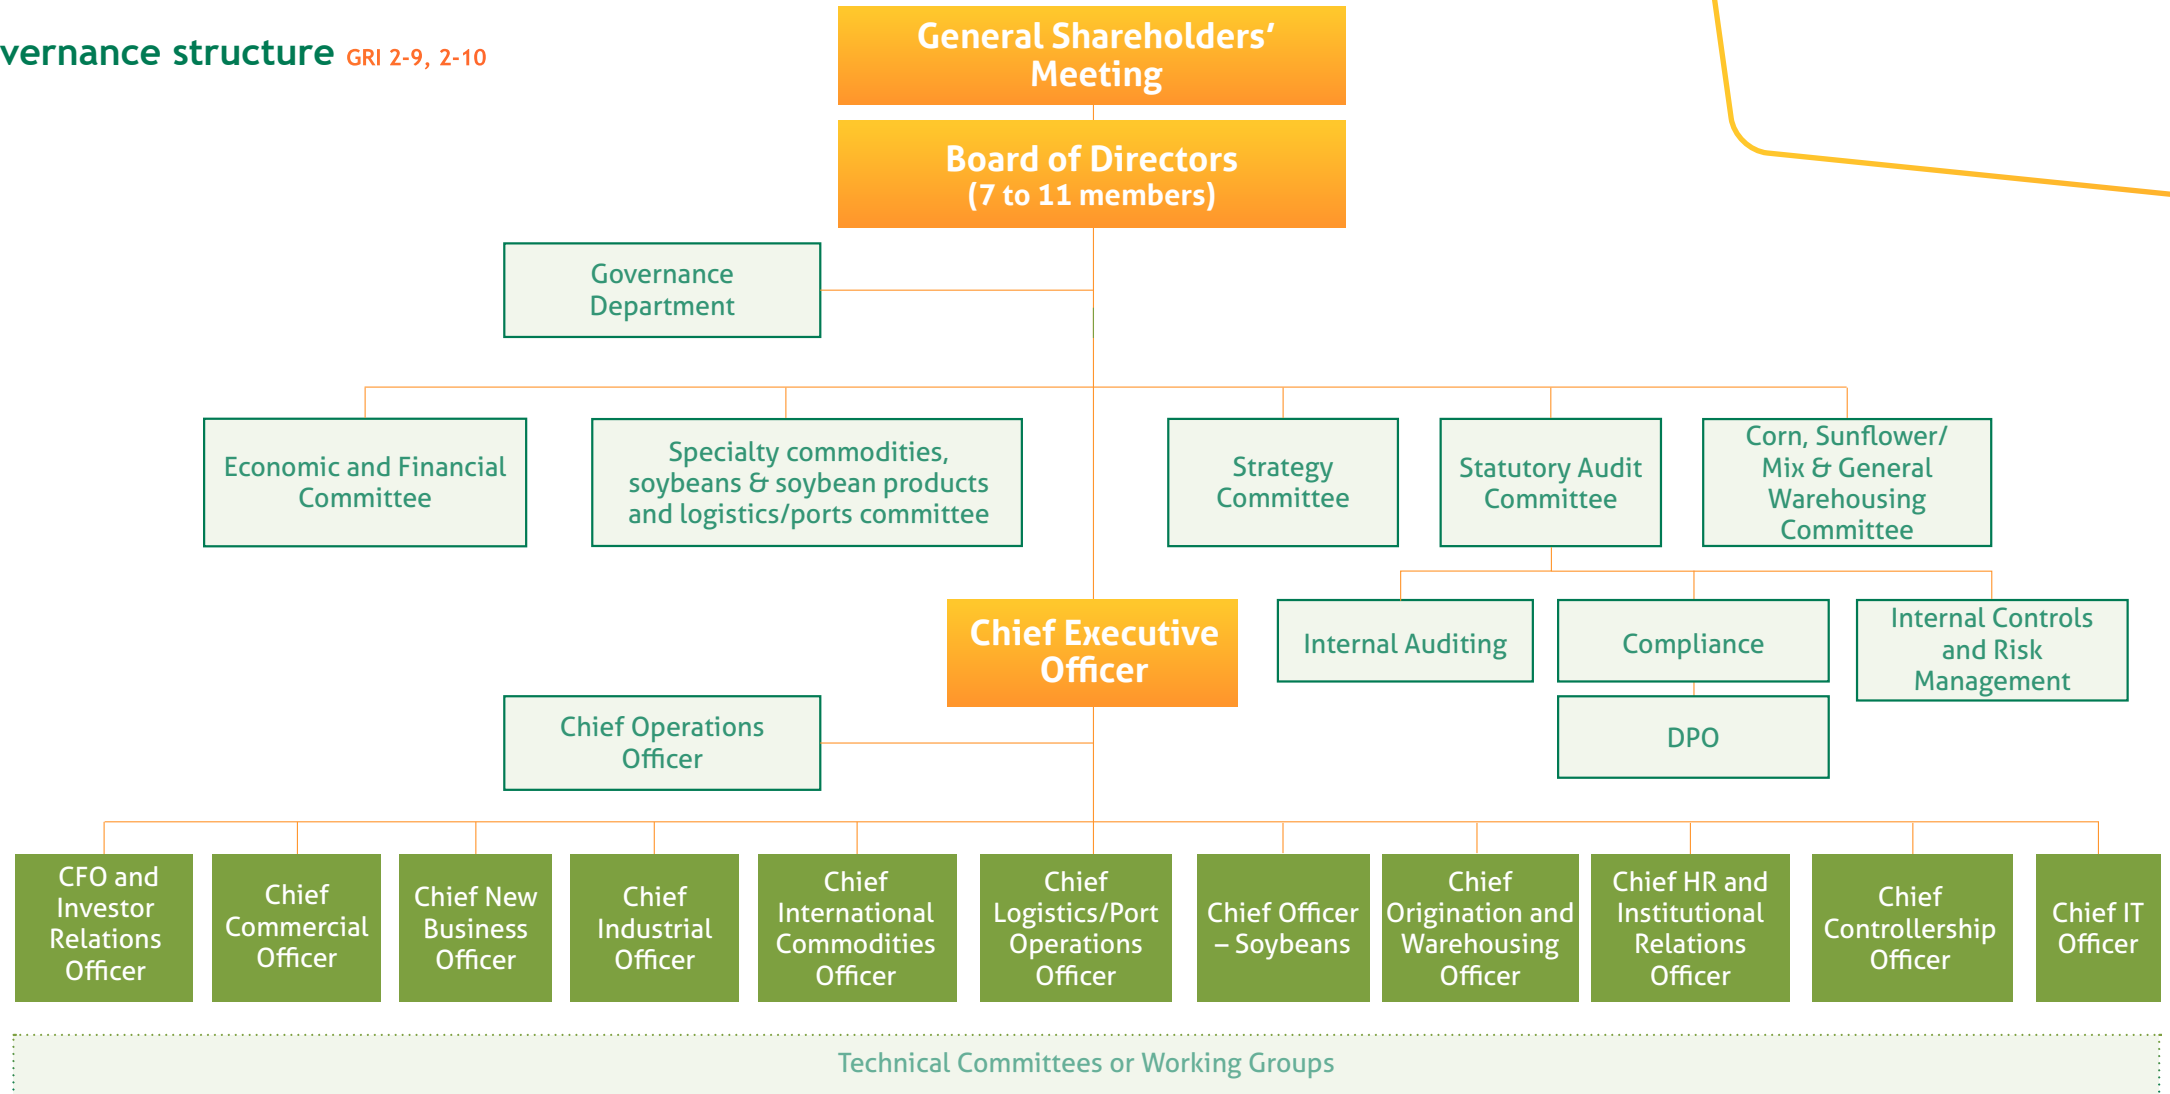 vernance structure GRI 2-9, 2-10
General Shareholders’
Meeting
Board of Directors
(7 to 11 members)
Governance
Department
Economic and Financial
Committee
Specialty commodities,
soybeans & soybean products
and logistics/ports committee
Strategy
Committee
Statutory Audit
Committee
Corn, Sunflower/
Mix & General
Warehousing
Committee
Chief Executive
Officer
Internal Auditing
Compliance
Internal Controls
and Risk
Management
Chief Operations
Officer
DPO
CFO and
Investor
Relations
Officer
Chief
Commercial
Officer
Chief New
Business
Officer
Chief
Industrial
Officer
Chief
International
Commodities
Officer
Chief
Logistics/Port
Operations
Officer
Chief Officer
– Soybeans
Chief
Origination and
Warehousing
Officer
Chief HR and
Institutional
Relations
Officer
Chief
Controllership
Officer
Chief IT
Officer
Technical Committees or Working Groups